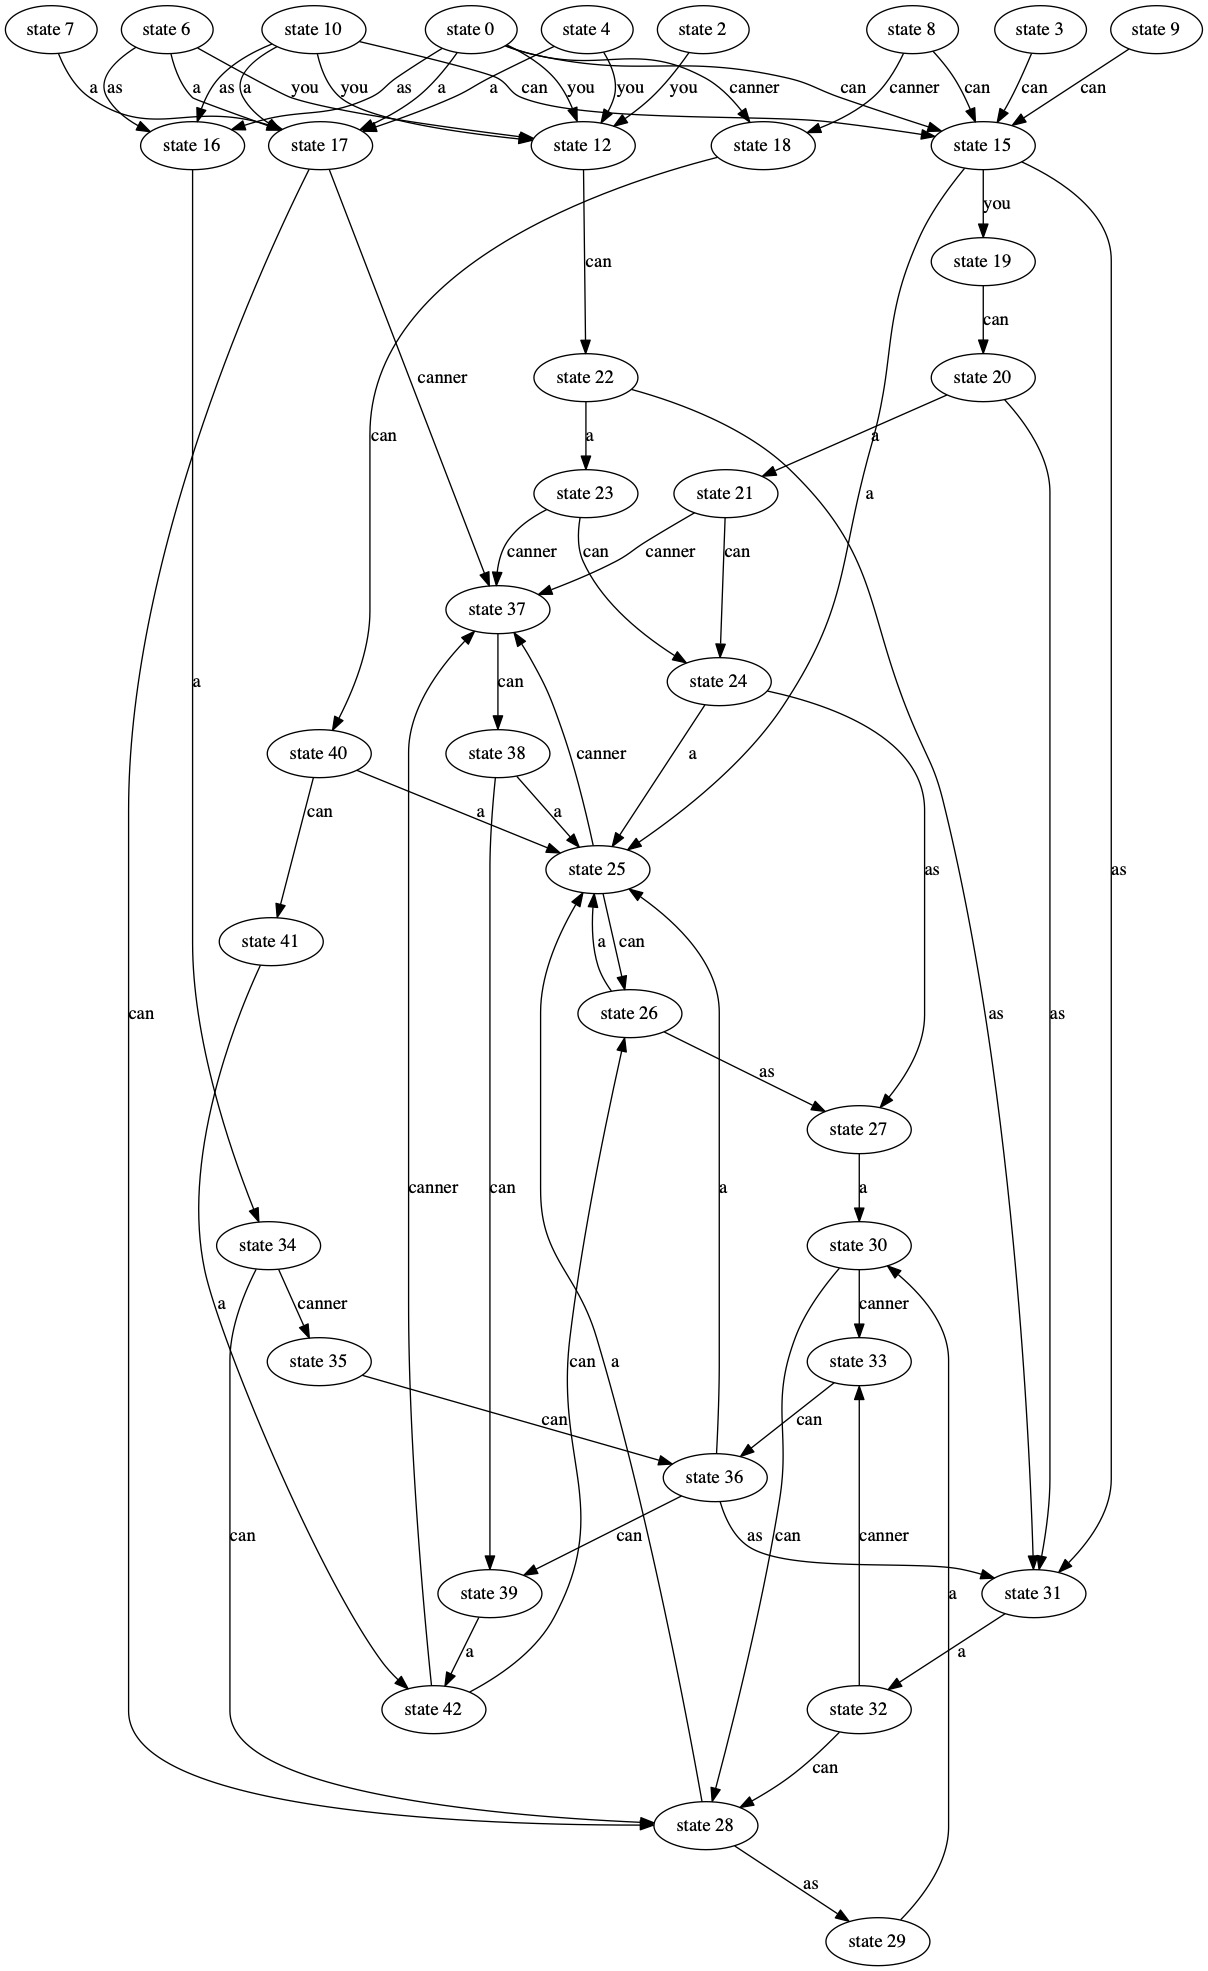 state 7 state 6 state 10 state 0 state 4 state 2 state 8 state 3 state 9
a as a you as a you can as a you canner can a you you canner can can can
state 16 state 17 state 12 state 18 state 15
you
can state 19
can
canner state 22 state 20
can a a
state 23 state 21 a
canner can canner can
state 37
a can state 24
state 40 state 38 canner a
can a a
state 25 as as
state 41 a can
can state 26 as as
as
state 27
canner can a a
state 34 state 30
a canner canner
state 35 can a state 33
can can
state 36
can can as can canner
state 39 state 31 a
a a
state 42 state 32
can
state 28
as
state 29